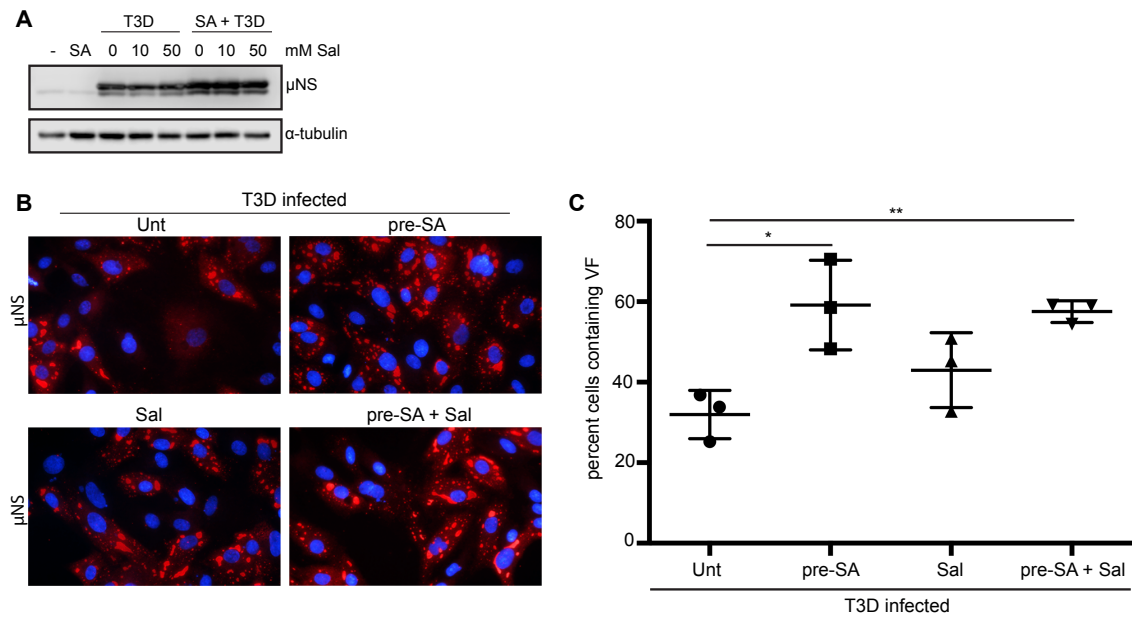 A
T3D
SA + T3D
- SA 0 10 50 0 10 50 mM Sal
µNS
α-tubulin
B
T3D infected
Unt
pre-SA
µNS
Sal
pre-SA + Sal
µNS
C
80
60
40
20
0
percent cells containing VF
**
*
Unt
pre-SA
Sal
pre-SA + Sal
T3D infected